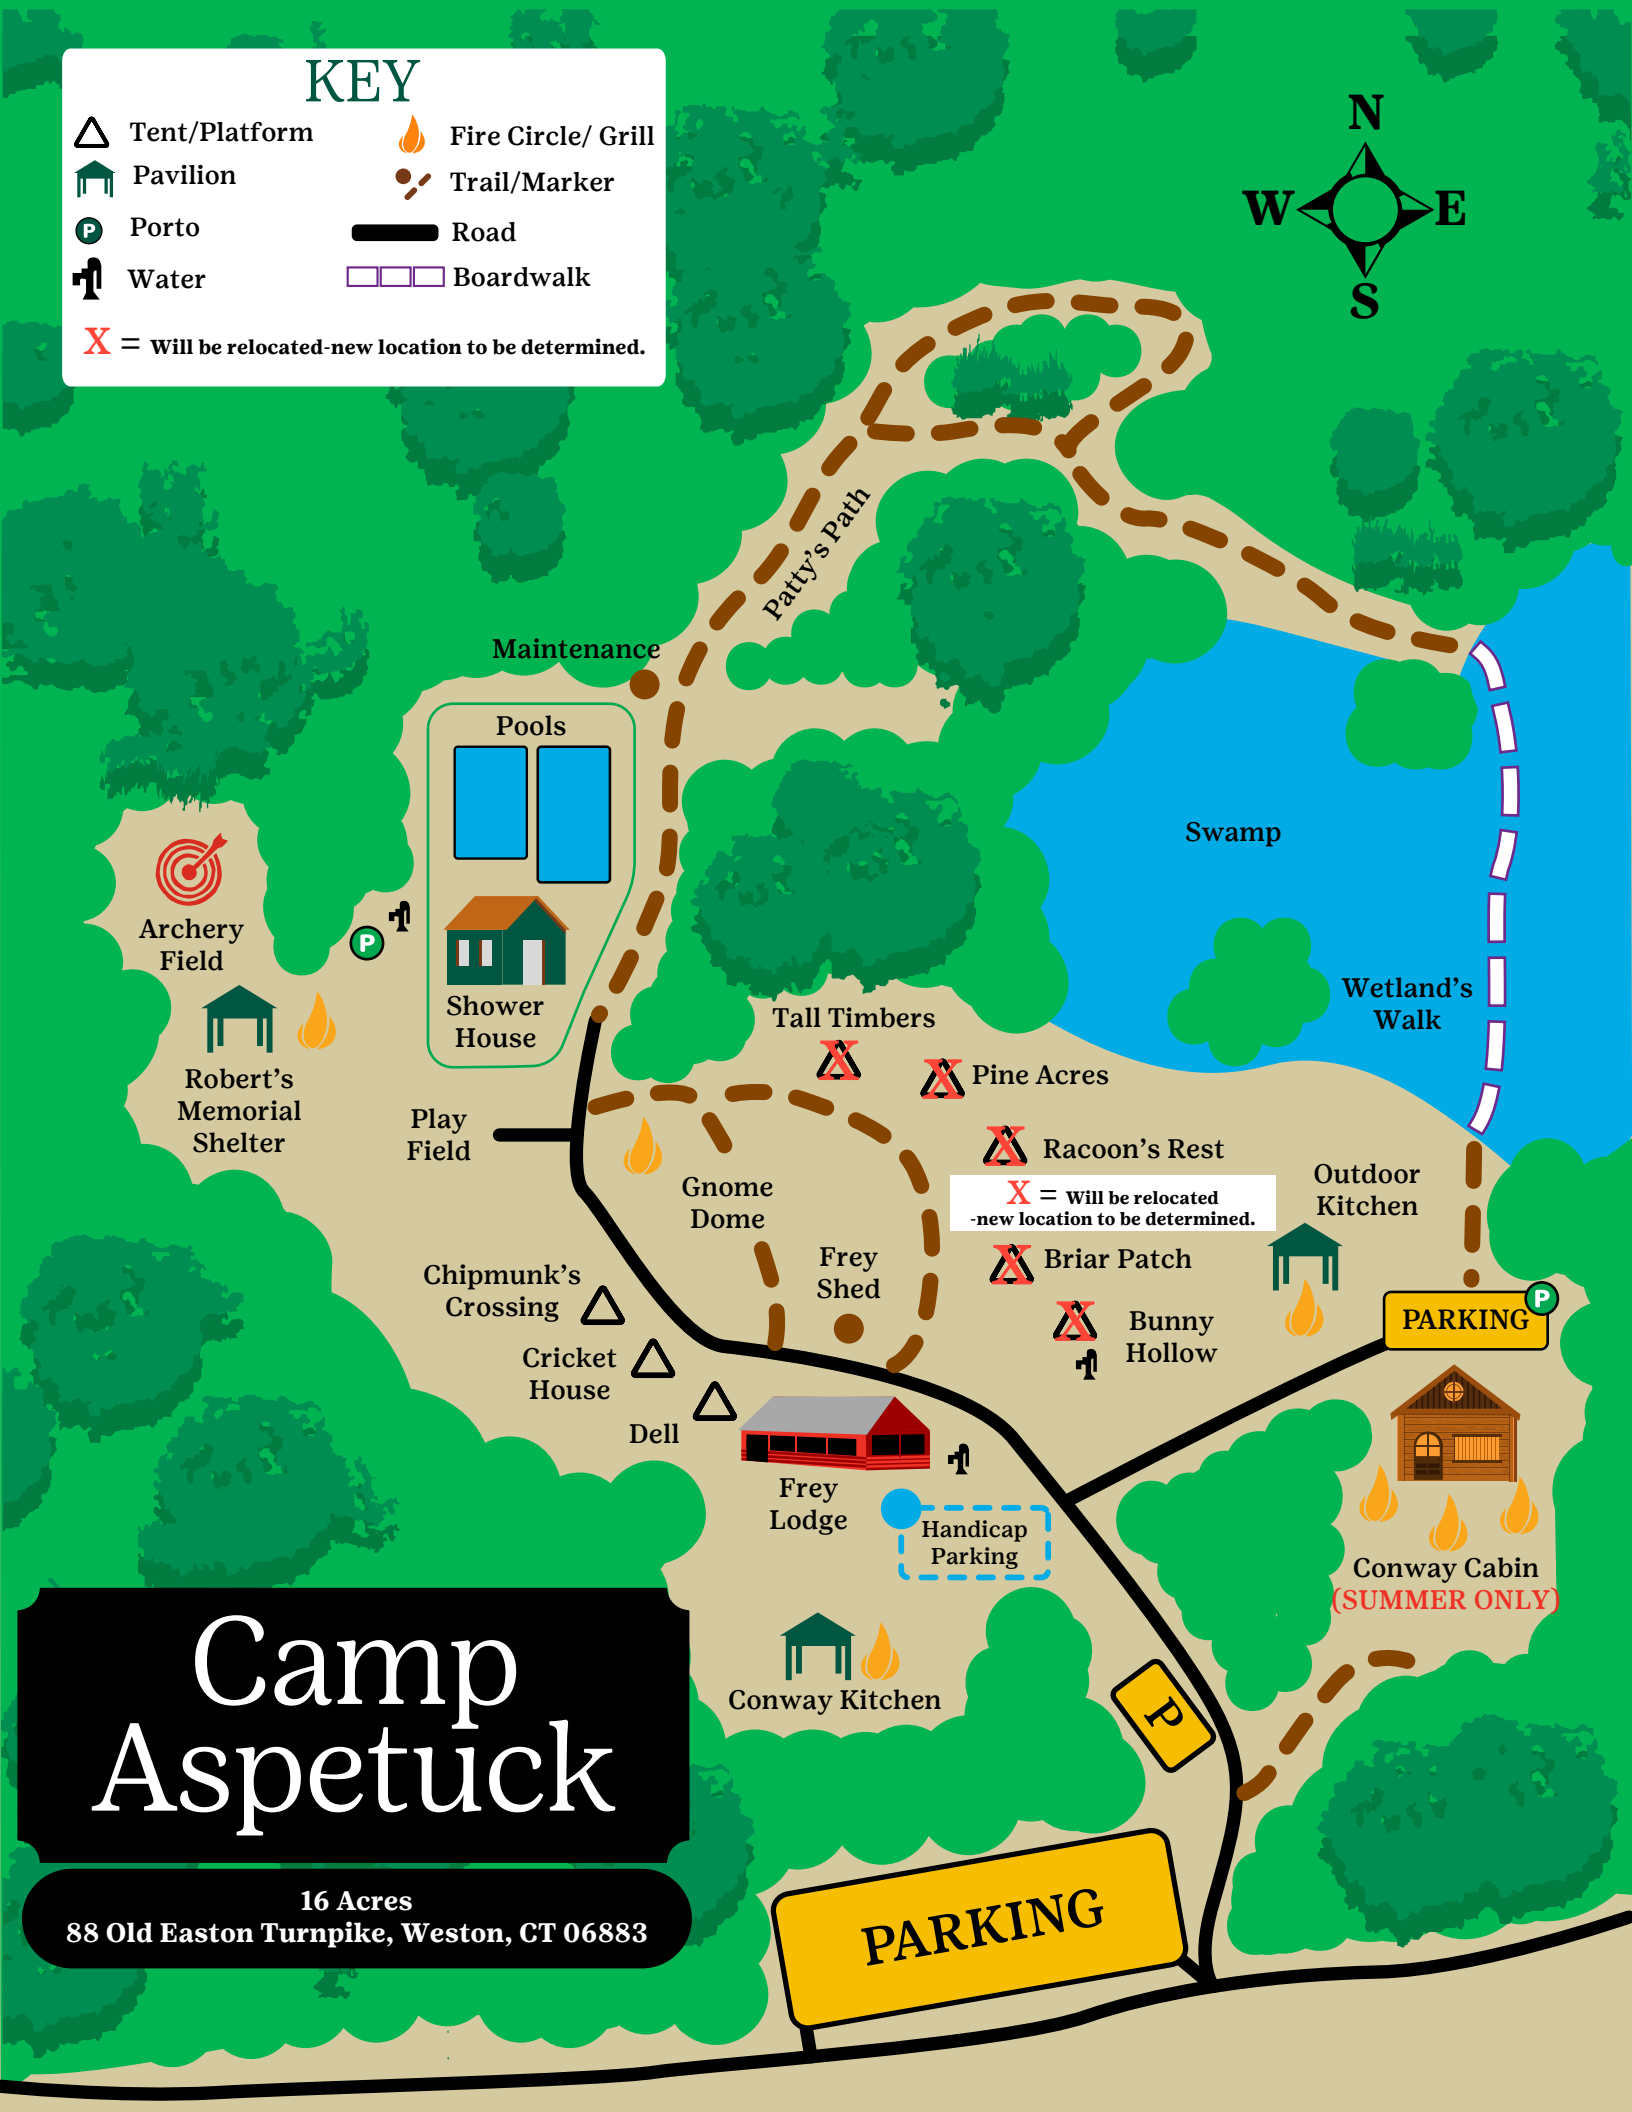 KEY
Tent/Platform
Fire Circle/ Grill
Pavilion
Trail/Marker
P
Porto
Road
Water
Boardwalk
X = Will be relocated-new location to be determined.
N
W
E
S
Patty's Path
Maintenance
Pools
Swamp
Archery
Field
P
Shower
House
Wetland's
Walk
Tall Timbers
X
X
Pine Acres
Robert's
Memorial
Shelter
Play
Field
X
Racoon's Rest
X = Will be relocated
-new location to be determined.
Outdoor
Kitchen
Gnome
Dome
Frey
Shed
X
Briar Patch
Chipmunk's
Crossing
X
Bunny
Hollow
P
PARKING
Cricket
House
Dell
Frey
Lodge
Handicap
Parking
Conway Cabin
(SUMMER ONLY)
Conway Kitchen
P
Camp
Aspetuck
16 Acres
88 Old Easton Turnpike, Weston, CT 06883
PARKING